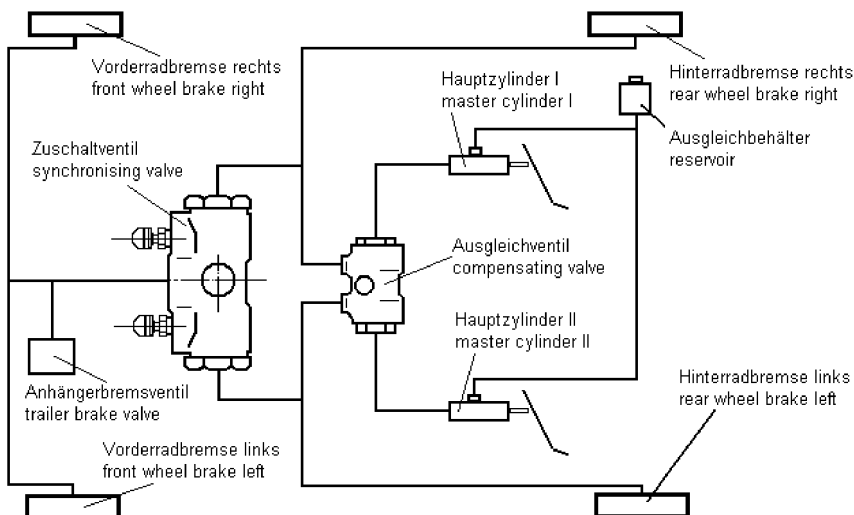 Vorderradbremse rechts
front wheel brake right
Hinterradbremse rechts
rear wheel brake right
Hauptzylinder I
master cylinder I
Ausgleichbehälter
reservoir
Zuschaltventil
synchronising valve
Ausgleichventil
compensating valve
Hauptzylinder II
master cylinder II
Anhängerbremsventil
trailer brake valve
Hinterradbremse links
rear wheel brake left
Vorderradbremse links
front wheel brake left